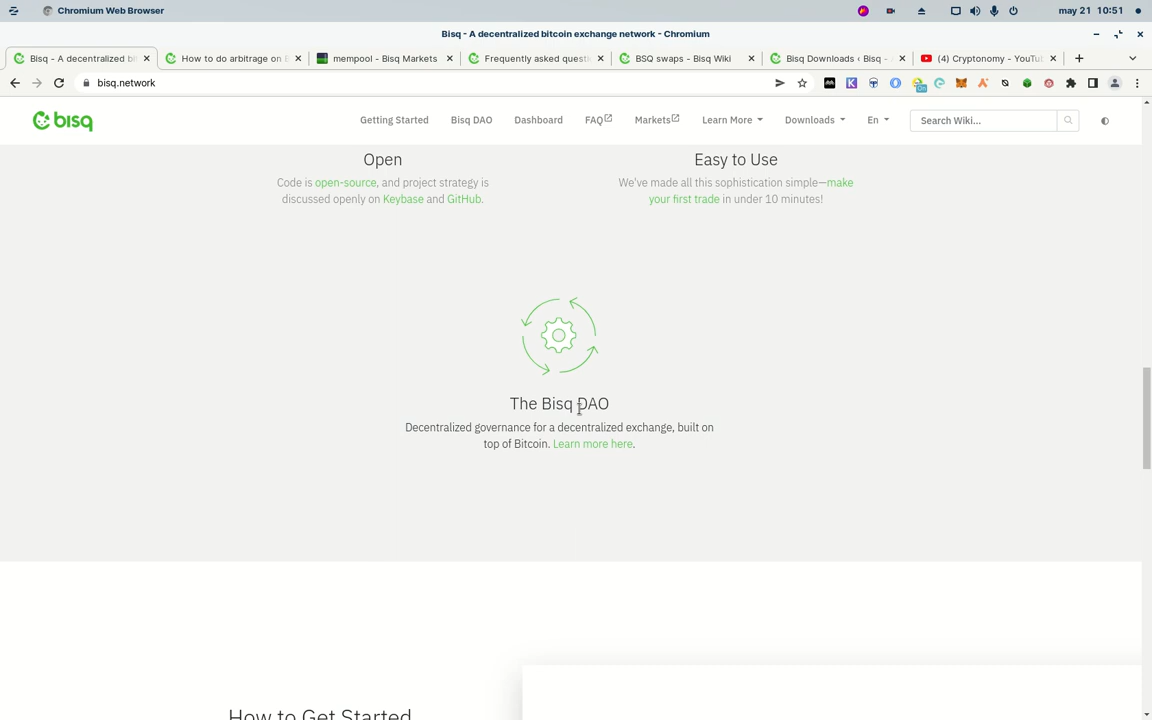 Chromium Web Browser
may 21 10:51
Bisq - A decentralized bitcoin exchange network - Chromium
Bisq - A decentralized bit
How to do arbitrage on B
mempool - Bisq Markets
Frequently asked questi
BSQ swaps - Bisq Wiki
Bisq Downloads ‹ Bisq -
(4) Cryptonomy - YouTu
bisq.network
bisq
Getting Started
Bisq DAO
Dashboard
FAQ
Markets
Learn More
Downloads
En
Search Wiki...
Open
Code is open-source, and project strategy is
discussed openly on Keybase and GitHub.
Easy to Use
We've made all this sophistication simple—make
your first trade in under 10 minutes!
The Bisq DAO
Decentralized governance for a decentralized exchange, built on
top of Bitcoin. Learn more here.
How to Get Started